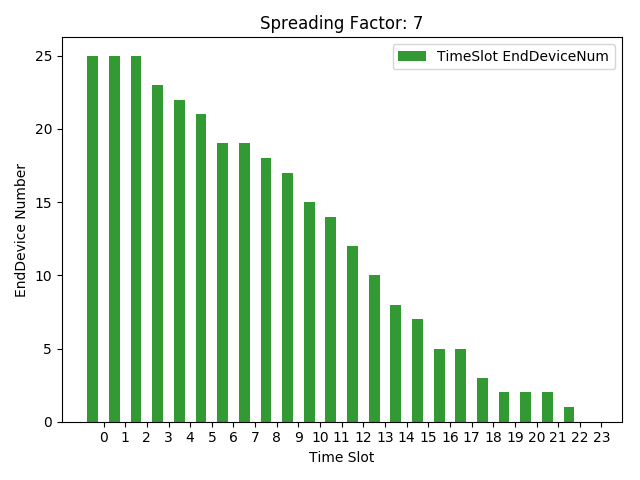 Spreading Factor: 7
TimeSlot EndDeviceNum
EndDevice Number
25
20
15
10
5
0
0 1 2 3 4 5 6 7 8 9 10 11 12 13 14 15 16 17 18 19 20 21 22 23
Time Slot